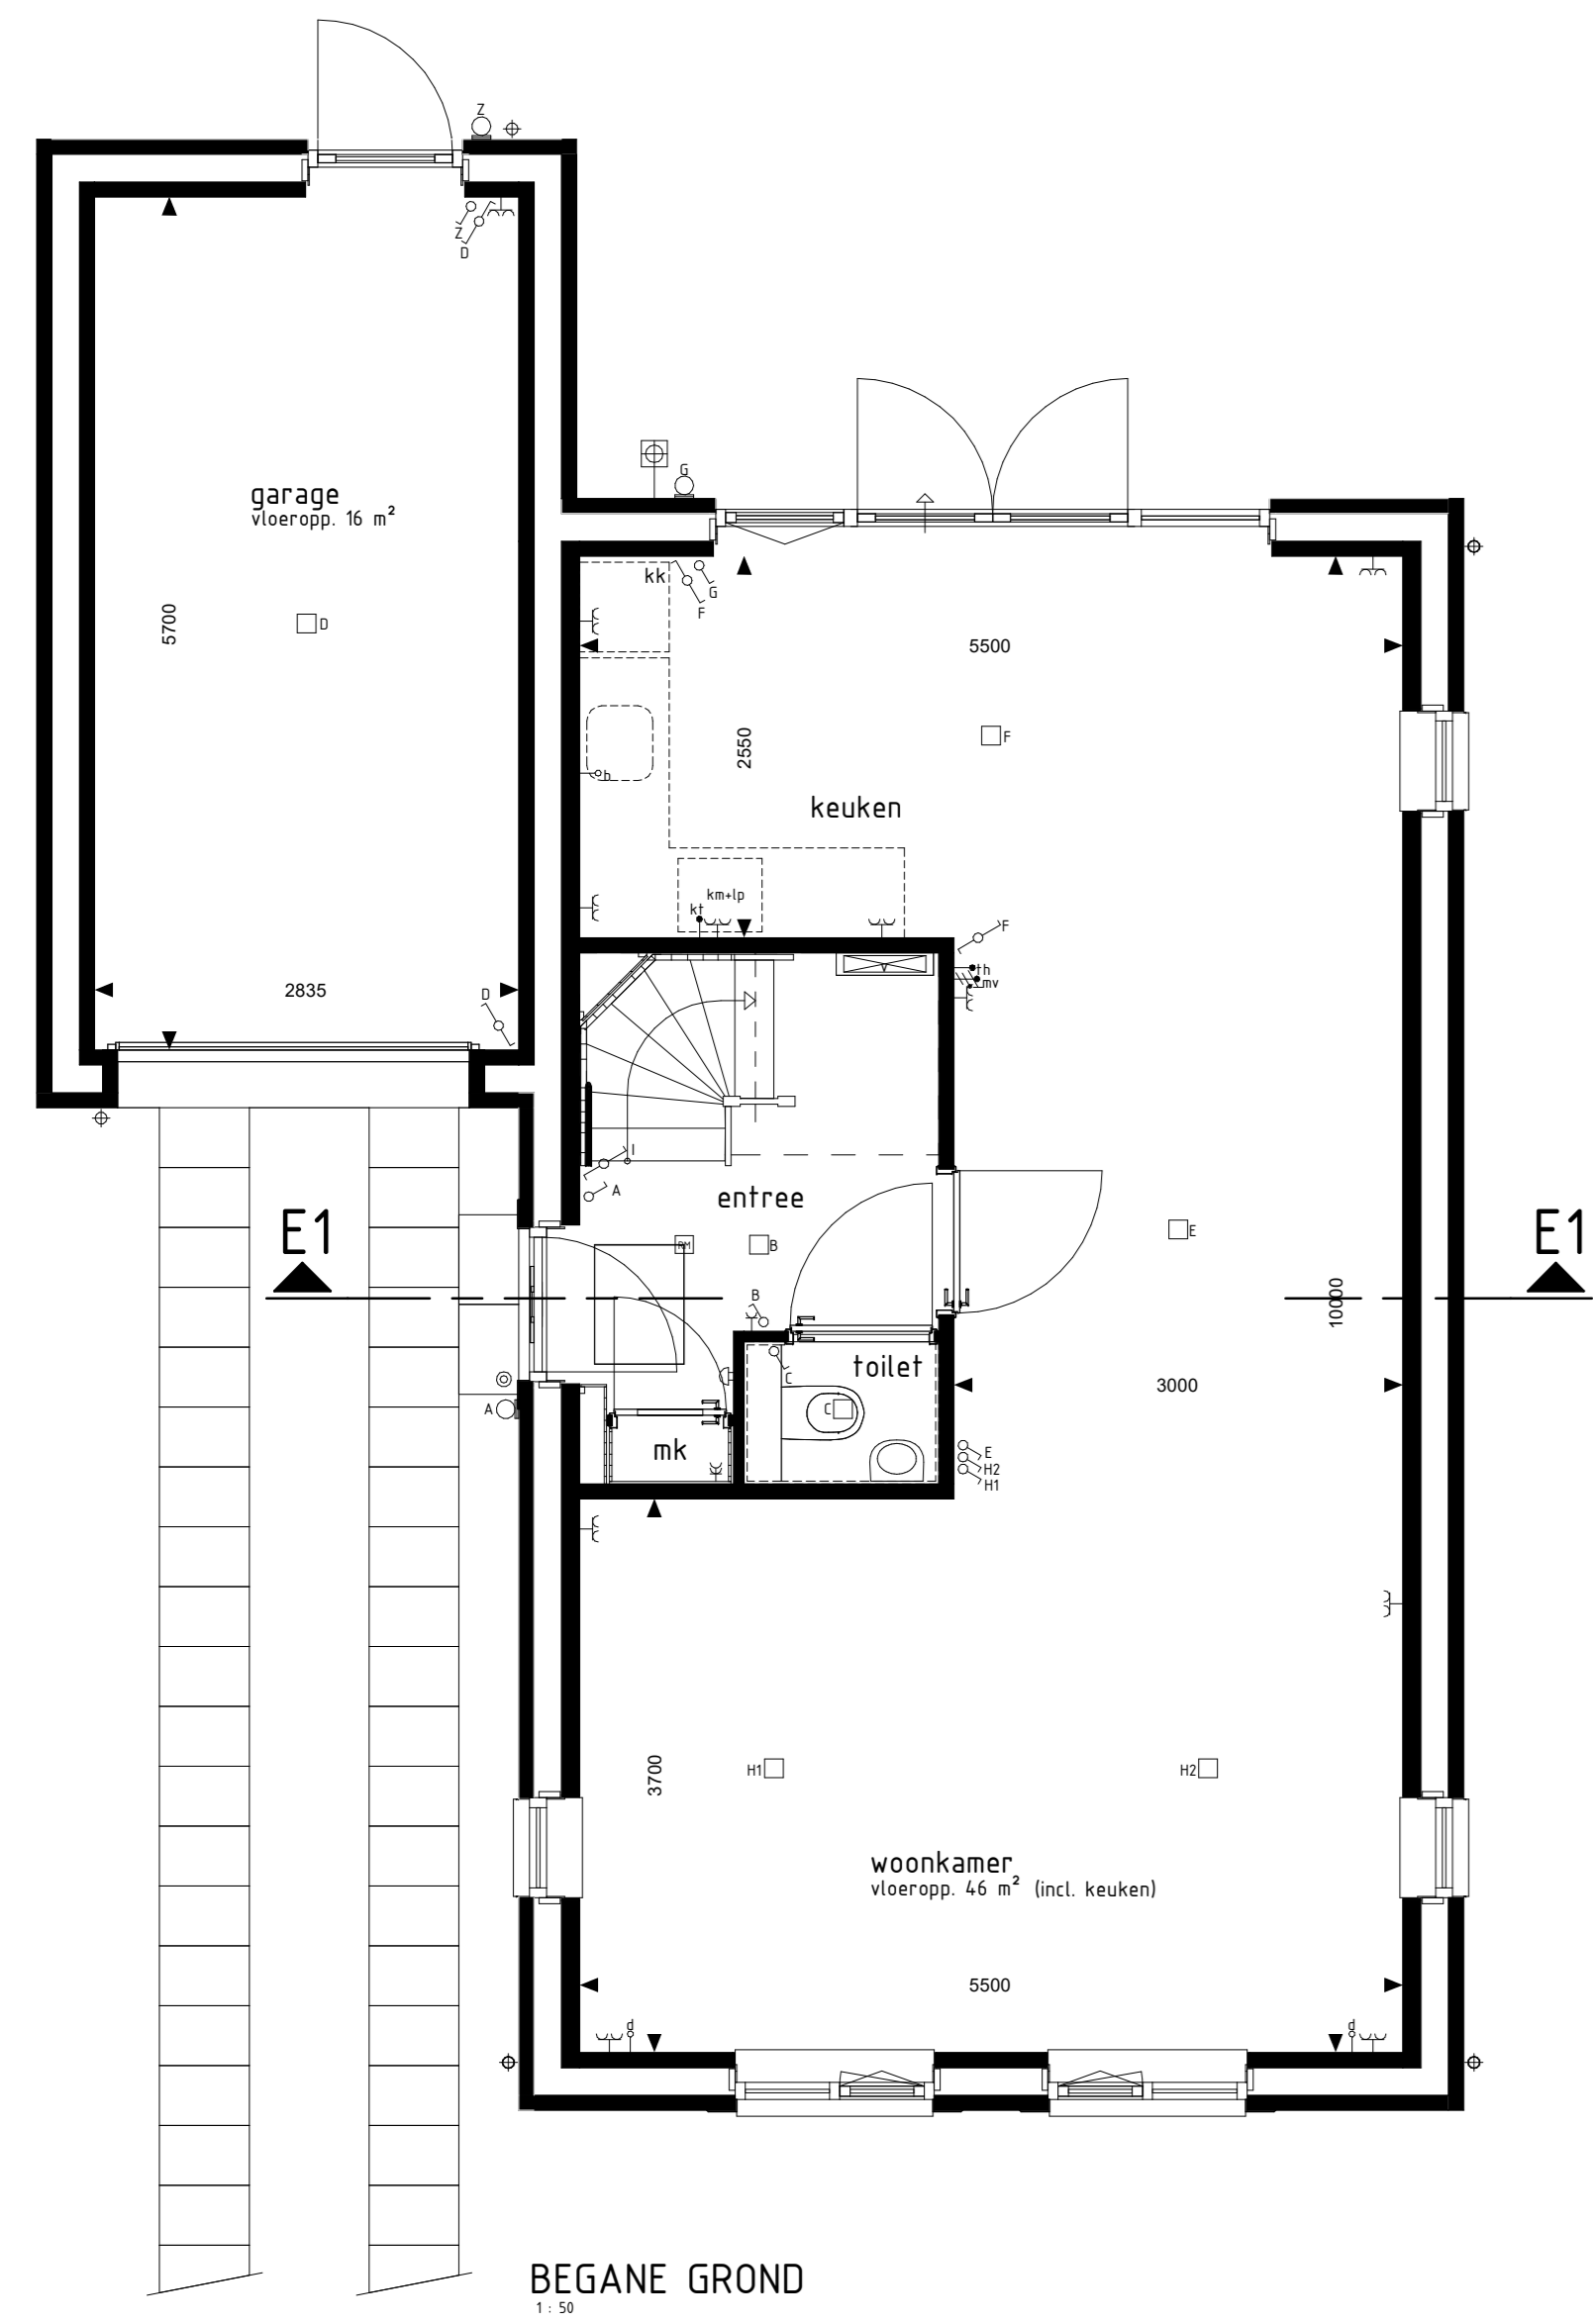 Z
Z
D
garage
vloeropp. 16 m²
5700
D
2835
D
G
kk
G
F
5500
F
2550
b
keuken
km+lp
kt
F
th
mv
I
A
entree
RM
B
B
E1
E1
E
10000
toilet
C
C
3000
A
mk
E
H2
H1
H1
H2
3700
woonkamer
vloeropp. 46 m² (incl. keuken)
5500
d
d
BEGANE GROND
1 : 50